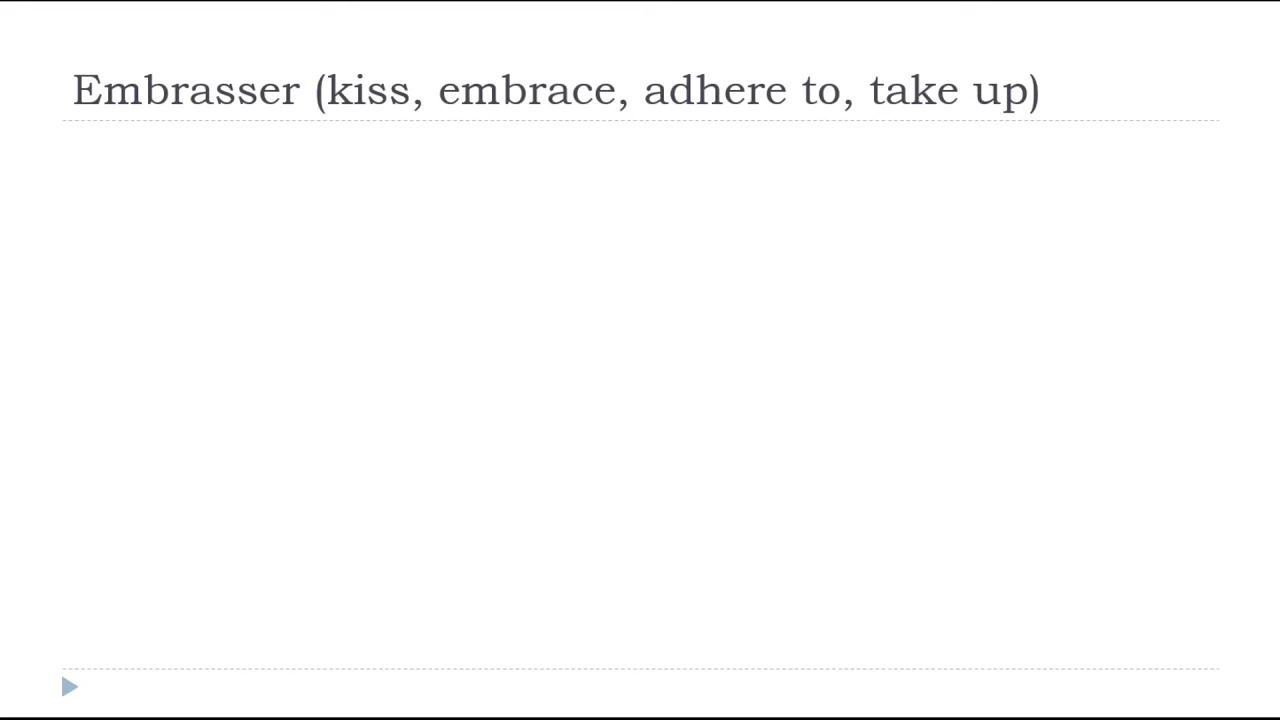 Embrasser (kiss, embrace, adhere to, take up)